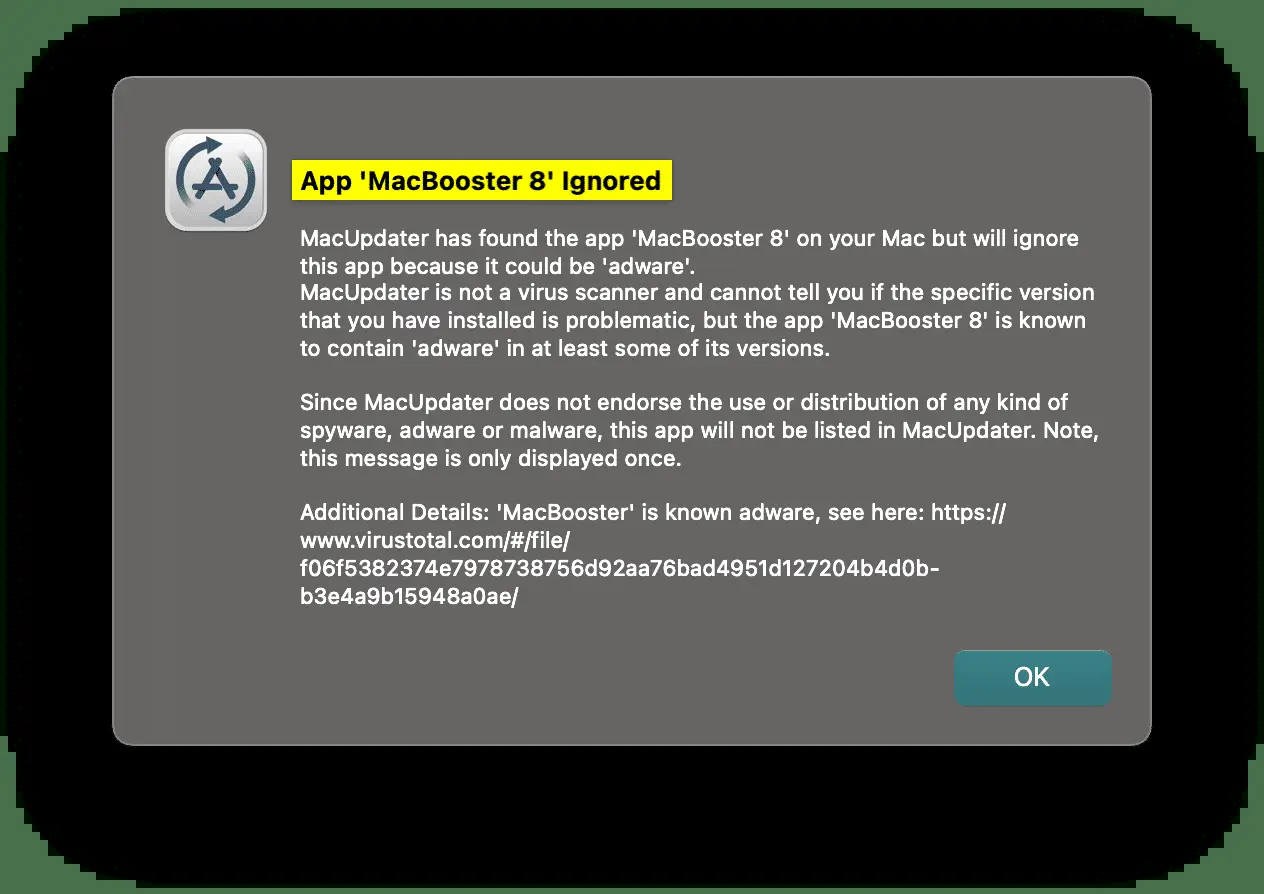 App 'MacBooster 8' Ignored
MacUpdater has found the app 'MacBooster 8' on your Mac but will ignore
this app because it could be 'adware'.
MacUpdater is not a virus scanner and cannot tell you if the specific version
that you have installed is problematic, but the app 'MacBooster 8' is known
to contain 'adware' in at least some of its versions.
Since MacUpdater does not endorse the use or distribution of any kind of
spyware, adware or malware, this app will not be listed in MacUpdater. Note,
this message is only displayed once.
Additional Details: 'MacBooster' is known adware, see here: https://
www.virustotal.com/#/file/
f06f5382374e7978738756d92aa76bad4951d127204b4d0b-
b3e4a9b15948a0ae/
OK